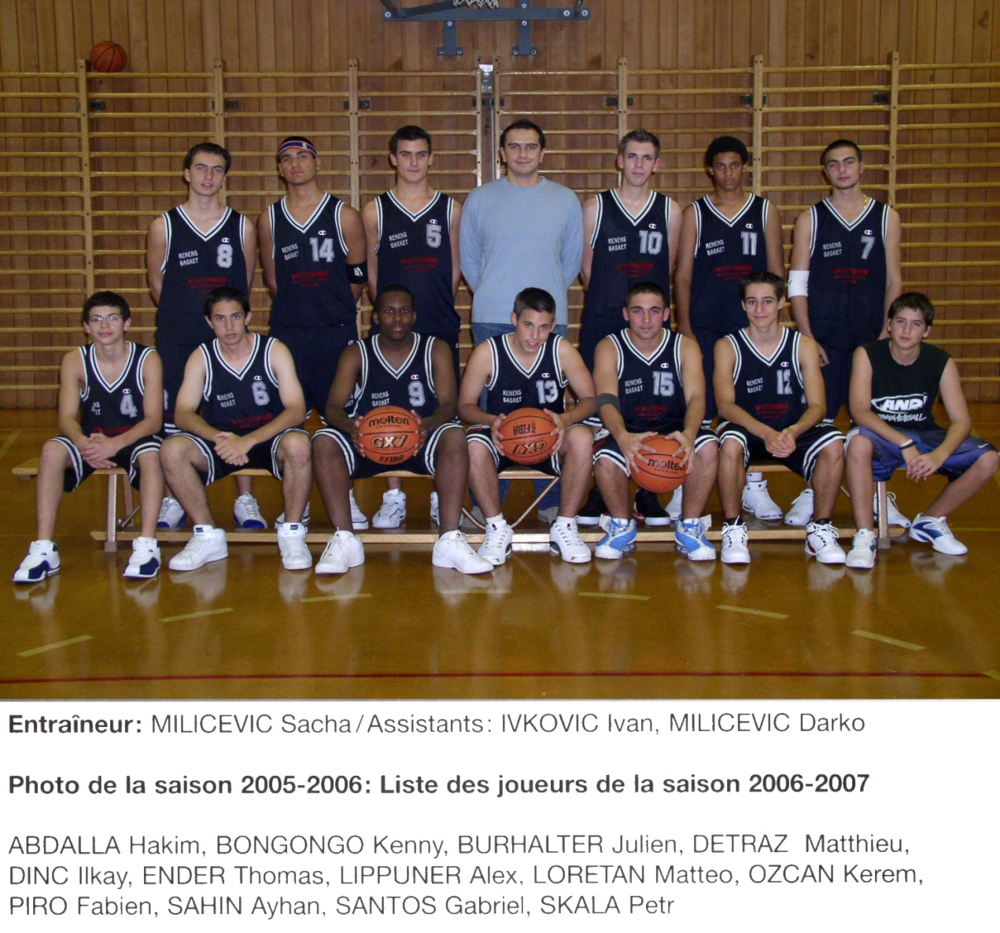 RENENS BASKET 8
RENENS BASKET 14
RENENS BASKET 5
RENENS BASKET 10
RENENS BASKET 11
RENENS BASKET 7
4
RENENS BASKET 6
RENENS BASKET 9
RENENS BASKET 13
RENENS BASKET 15
RENENS BASKET 12
AND1
BASKETBALL
molten
OFFICIAL
GX7
FIBA
FIBA
molten
Entraîneur: MILICEVIC Sacha/Assistants: IVKOVIC Ivan, MILICEVIC Darko
Photo de la saison 2005-2006: Liste des joueurs de la saison 2006-2007
ABDALLA Hakim, BONGONGO Kenny, BURHALTER Julien, DETRAZ Matthieu,
DINC Ilkay, ENDER Thomas, LIPPUNER Alex, LORETAN Matteo, OZCAN Kerem,
PIRO Fabien, SAHIN Ayhan, SANTOS Gabriel, SKALA Petr